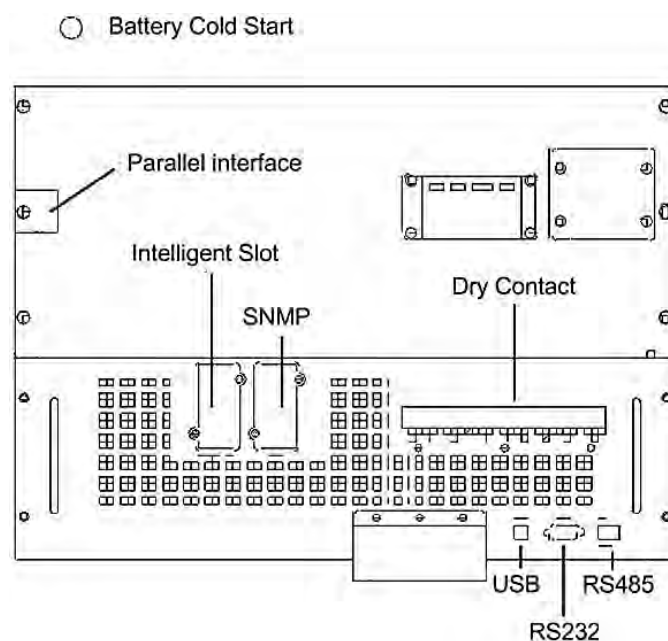 Battery Cold Start
Parallel interface
Intelligent Slot
SNMP
Dry Contact
USB
RS485
RS232